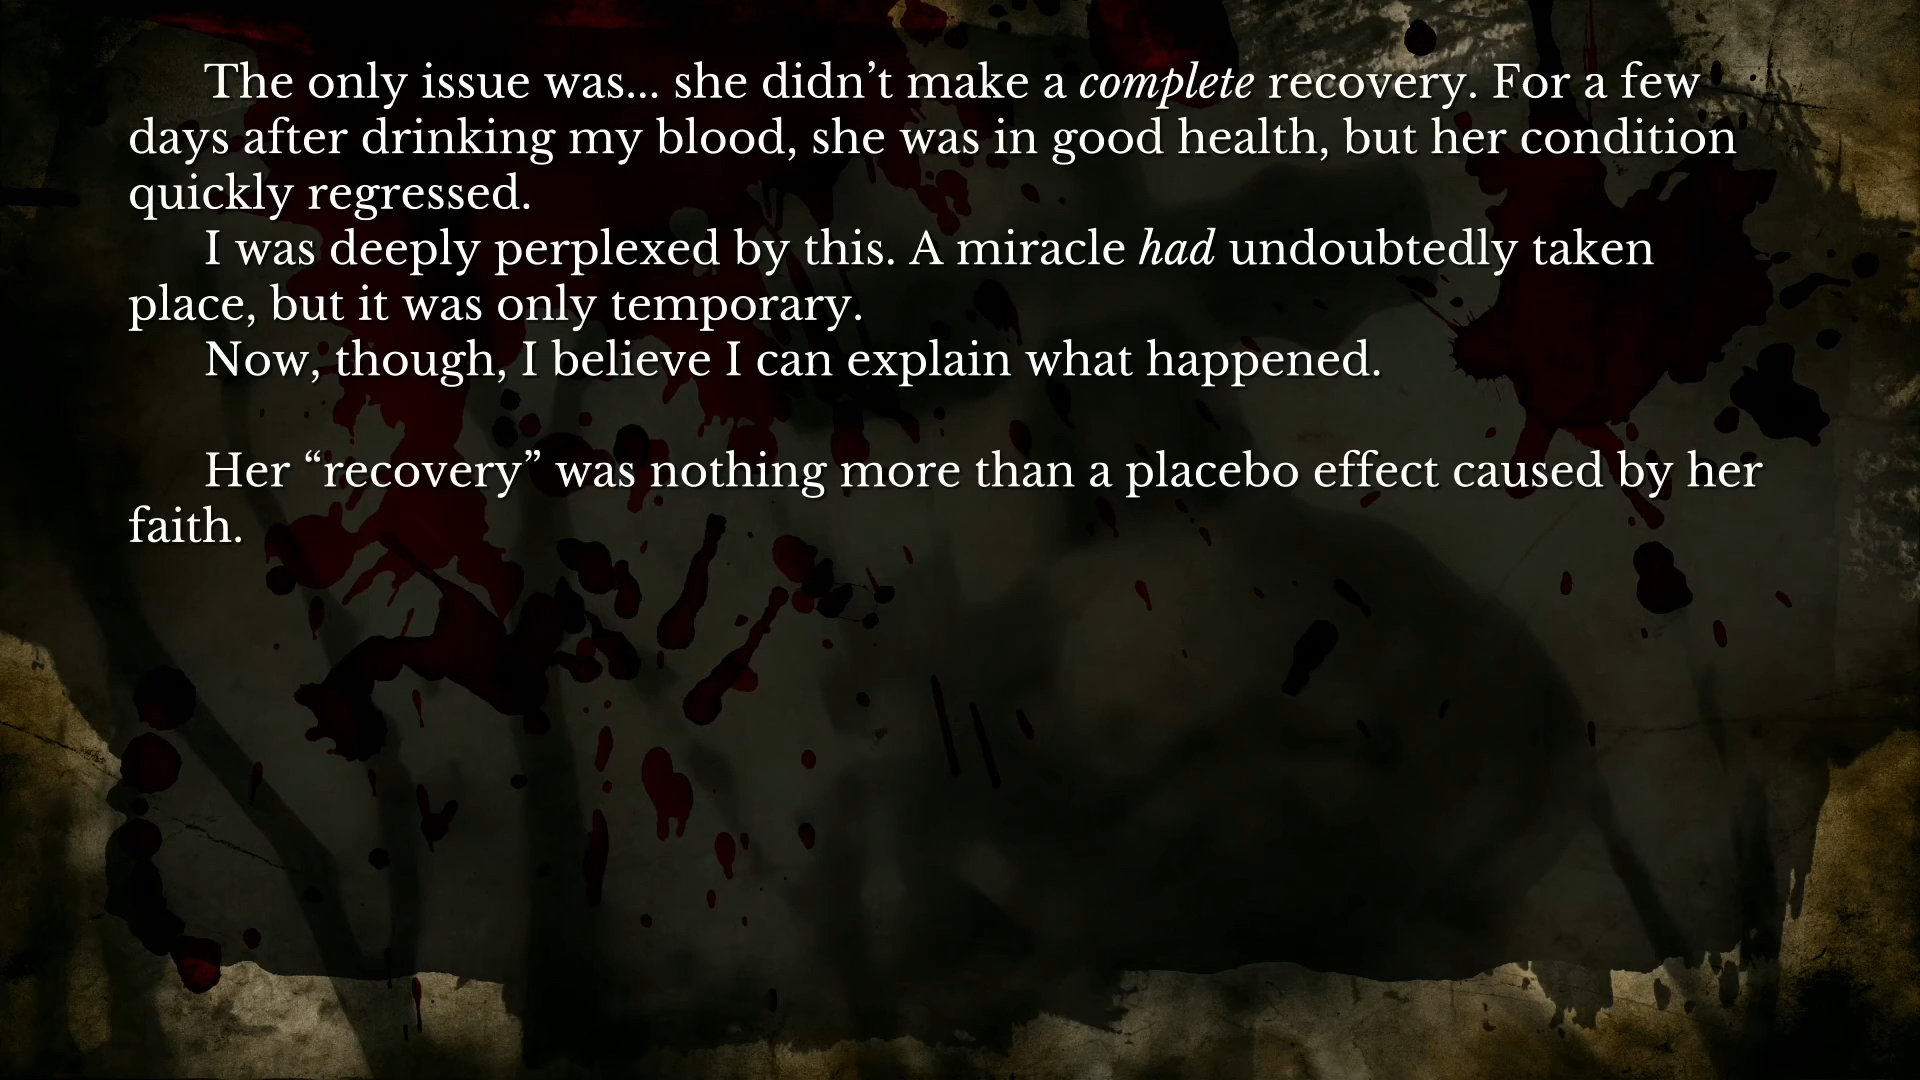 The only issue was... she didn’t make a complete recovery. For a few
days after drinking my blood, she was in good health, but her condition
quickly regressed.
I was deeply perplexed by this. A miracle had undoubtedly taken
place, but it was only temporary.
Now, though, I believe I can explain what happened.
Her “recovery” was nothing more than a placebo effect caused by her
faith.